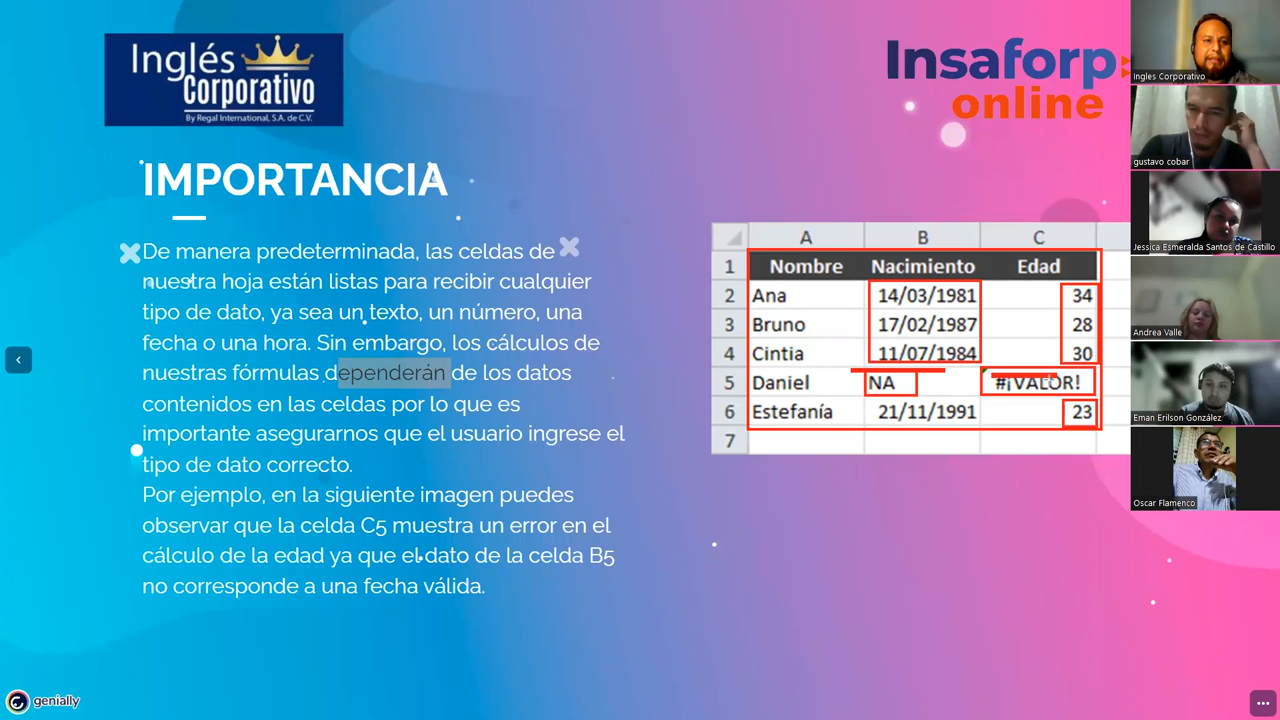 Inglés
Corporativo
By Regal International, S.A. de C.V.
Insaforp
online
IMPORTANCIA
De manera predeterminada, las celdas de
nuestra hoja están listas para recibir cualquier
tipo de dato, ya sea un texto, un número, una
fecha o una hora. Sin embargo, los cálculos de
nuestras fórmulas dependerán de los datos
contenidos en las celdas por lo que es
importante asegurarnos que el usuario ingrese el
tipo de dato correcto.
Por ejemplo, en la siguiente imagen puedes
observar que la celda C5 muestra un error en el
cálculo de la edad ya que el dato de la celda B5
no corresponde a una fecha válida.
A B C
1 Nombre Nacimiento Edad
2 Ana 14/03/1981 34
3 Bruno 17/02/1987 28
4 Cintia 11/07/1984 30
5 Daniel NA #¡VALOR!
6 Estefanía 21/11/1991 23
7
Ingles Corporativo
gustavo cobar
Jessica Esmeralda Santos de Castillo
Andrea Valle
Eman Erilson González
Oscar Flamenco
genially